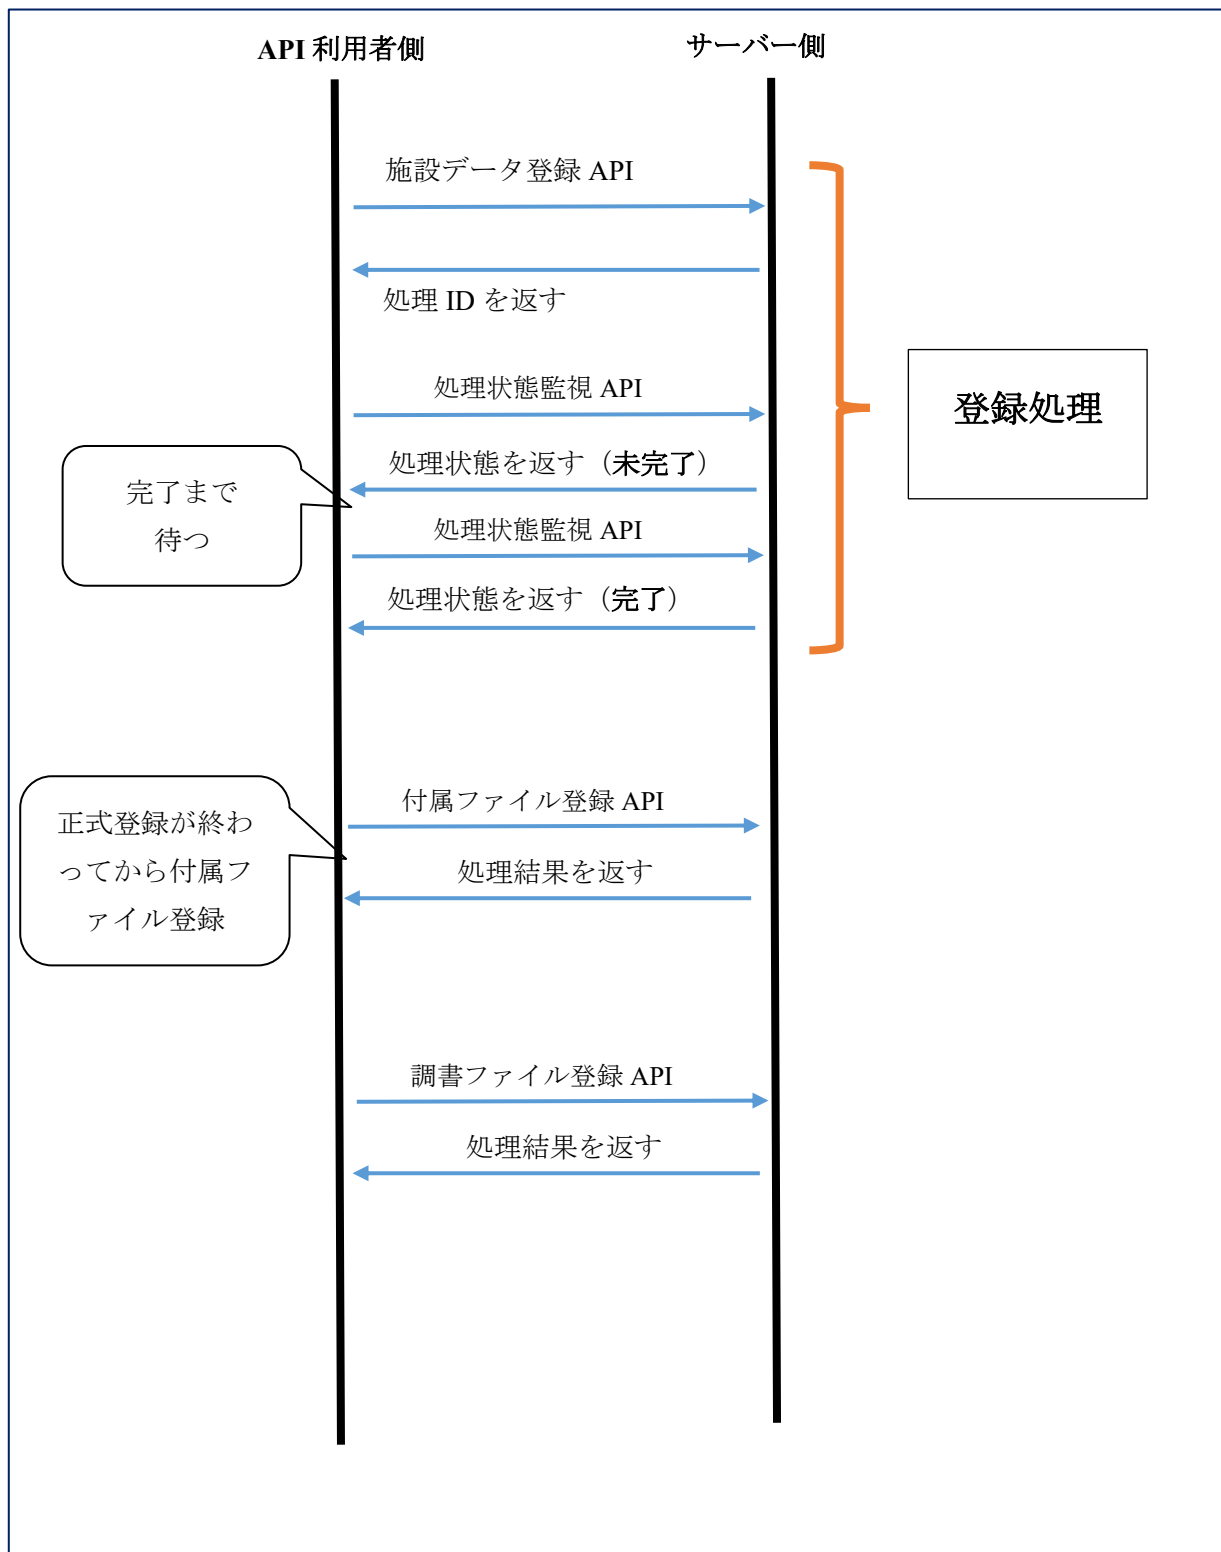 API 利用者側
サーバー側
施設データ登録 API
処理 ID を返す
処理状態監視 API
登録処理
処理状態を返す（未完了）
完了まで
待つ
処理状態監視 API
処理状態を返す（完了）
付属ファイル登録 API
正式登録が終わ
ってから付属フ
ァイル登録
処理結果を返す
調書ファイル登録 API
処理結果を返す